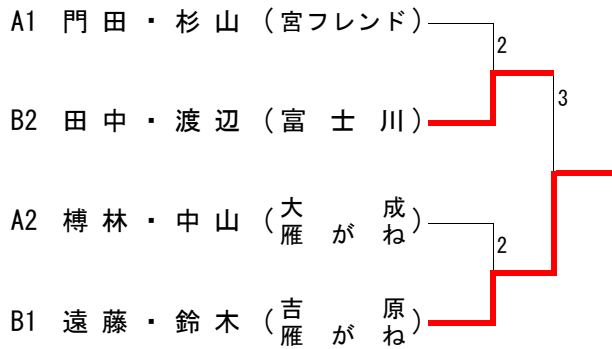 A1 門田・杉山 (宮フレンド)
2
B2 田中・渡辺 (富士川)
3
A2 榑林・中山 (大成 雁がね)
2
B1 遠藤・鈴木 (吉原 雁がね)